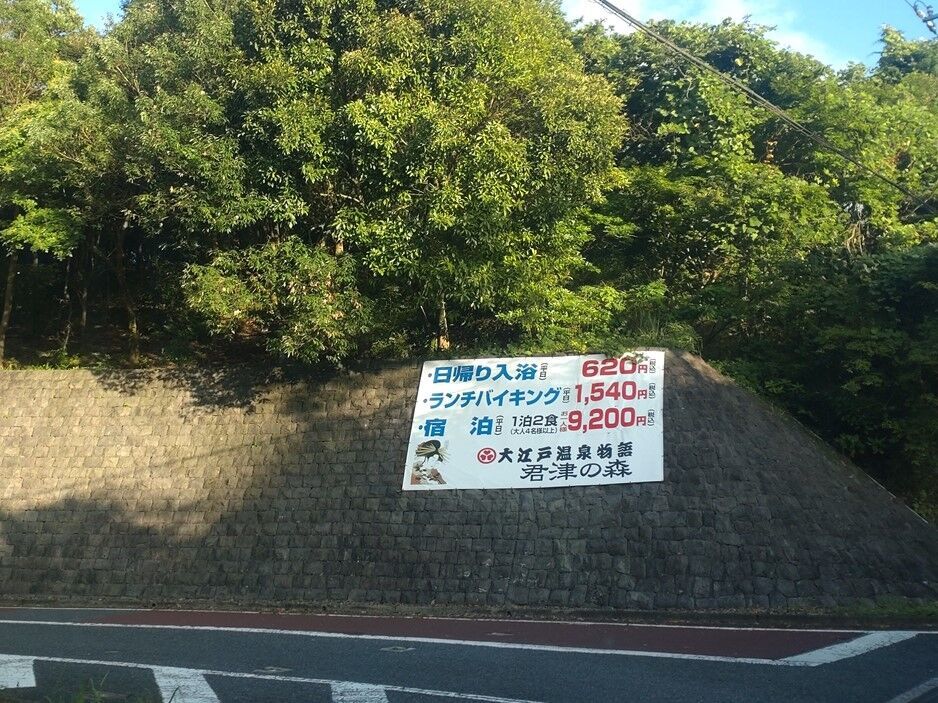 ・日帰り入浴(平日) 620円(税込)
・ランチバイキング(平日) 1,540円(税込)
・宿 泊(平日) 1泊2食(大人4名様以上) お一人様 9,200円(税込)
大江戸温泉物語
君津の森